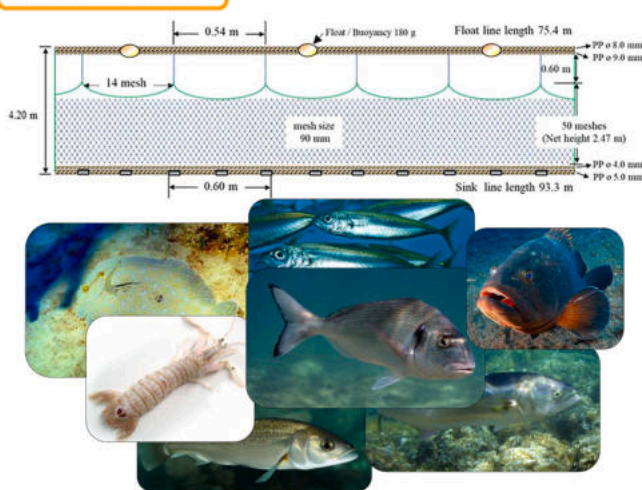 0.54 m
Float / Buoyancy 180 g
Float line length 75.4 m
PP ø 8.0 mm
PP ø 9.0 mm
0.60 m
14 mesh
4.20 m
mesh size
90 mm
50 meshes
(Net height 2.47 m)
PP ø 4.0 mm
PP ø 5.0 mm
0.60 m
Sink line length 93.3 m